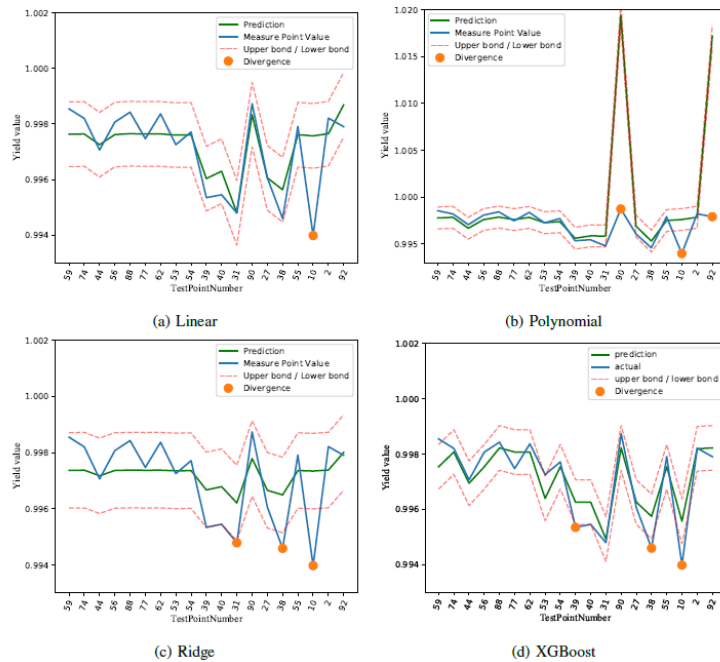 1.002
1.000
0.998
0.996
0.994
Yield value
Prediction
Measure Point Value
Upper bond / Lower bond
Divergence
59 74 44 56 88 77 62 53 54 39 40 31 90 27 38 55 10 2 92
TestPointNumber
(a) Linear
1.020
1.015
1.010
1.005
1.000
0.995
Yield value
Prediction
Measure Point Value
Upper bond / Lower bond
Divergence
59 74 44 56 88 77 62 53 54 39 40 31 90 27 38 55 10 2 92
TestPointNumber
(b) Polynomial
1.002
1.000
0.998
0.996
0.994
Yield value
Prediction
Measure Point Value
Upper bond / Lower bond
Divergence
59 74 44 56 88 77 62 53 54 39 40 31 90 27 38 55 10 2 92
TestPointNumber
(c) Ridge
1.002
1.000
0.998
0.996
0.994
Yield value
prediction
actual
upper bond / lower bond
Divergence
59 74 44 56 88 77 62 53 54 39 40 31 90 27 38 55 10 2 92
TestPointNumber
(d) XGBoost